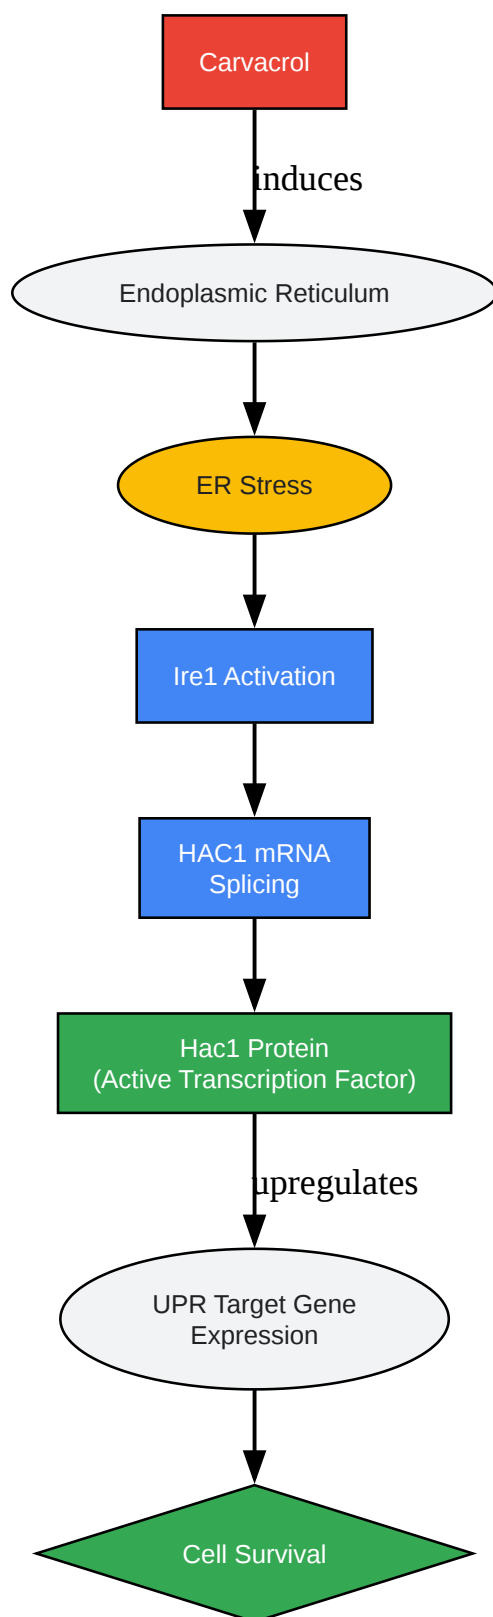 Carvacrol
induces
Endoplasmic Reticulum
ER Stress
Ire1 Activation
HAC1 mRNA
Splicing
Hac1 Protein
(Active Transcription Factor)
upregulates
UPR Target Gene
Expression
Cell Survival